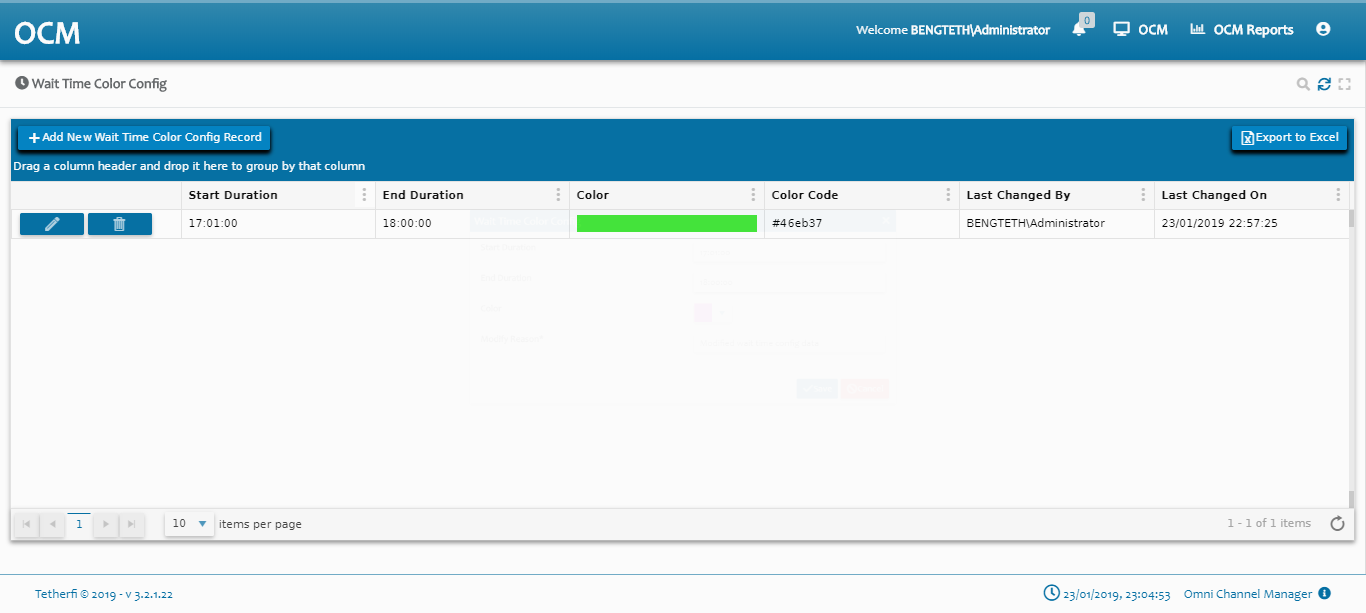 OCM
Welcome BENGTETH\Administrator
0
OCM
OCM Reports
Wait Time Color Config
Add New Wait Time Color Config Record
Export to Excel
Drag a column header and drop it here to group by that column
Start Duration End Duration Color Color Code Last Changed By Last Changed On
17:01:00 18:00:00 #46eb37 BENGTETH\Administrator 23/01/2019 22:57:25
1
10 items per page
1 - 1 of 1 items
Tetherfi © 2019 - v 3.2.1.22
23/01/2019, 23:04:53 Omni Channel Manager